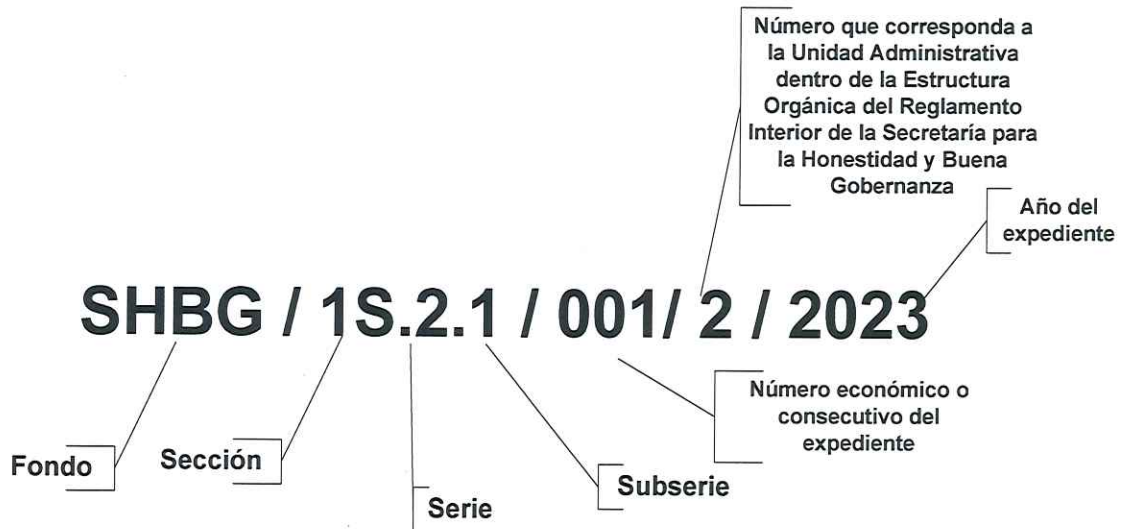 Número que corresponda a
la Unidad Administrativa
dentro de la Estructura
Orgánica del Reglamento
Interior de la Secretaría para
la Honestidad y Buena
Gobernanza
Año del
expediente
SHBG / 1S.2.1 / 001/ 2 / 2023
Número económico o
consecutivo del
expediente
Fondo
Sección
Serie
Subserie